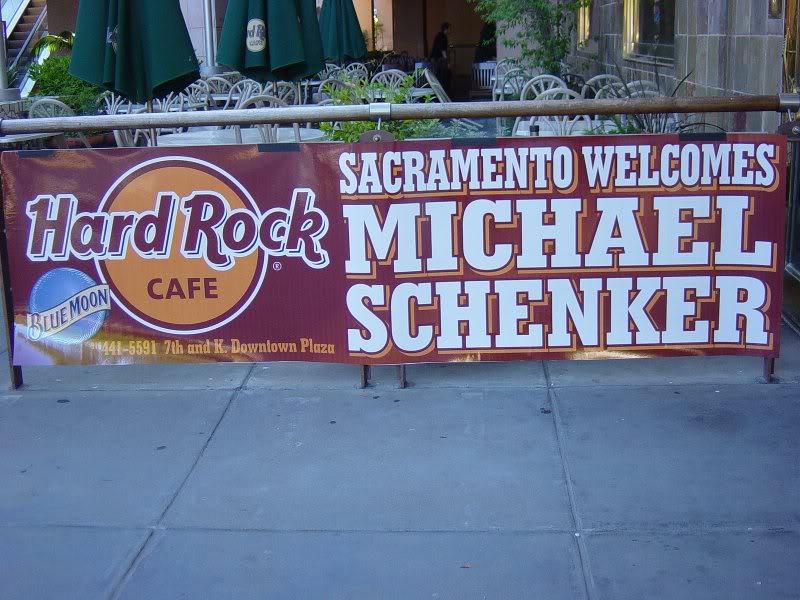 Hard Rock
CAFE
®
BLUE MOON
441-5591 7th and K. Downtown Plaza
SACRAMENTO WELCOMES
MICHAEL
SCHENKER